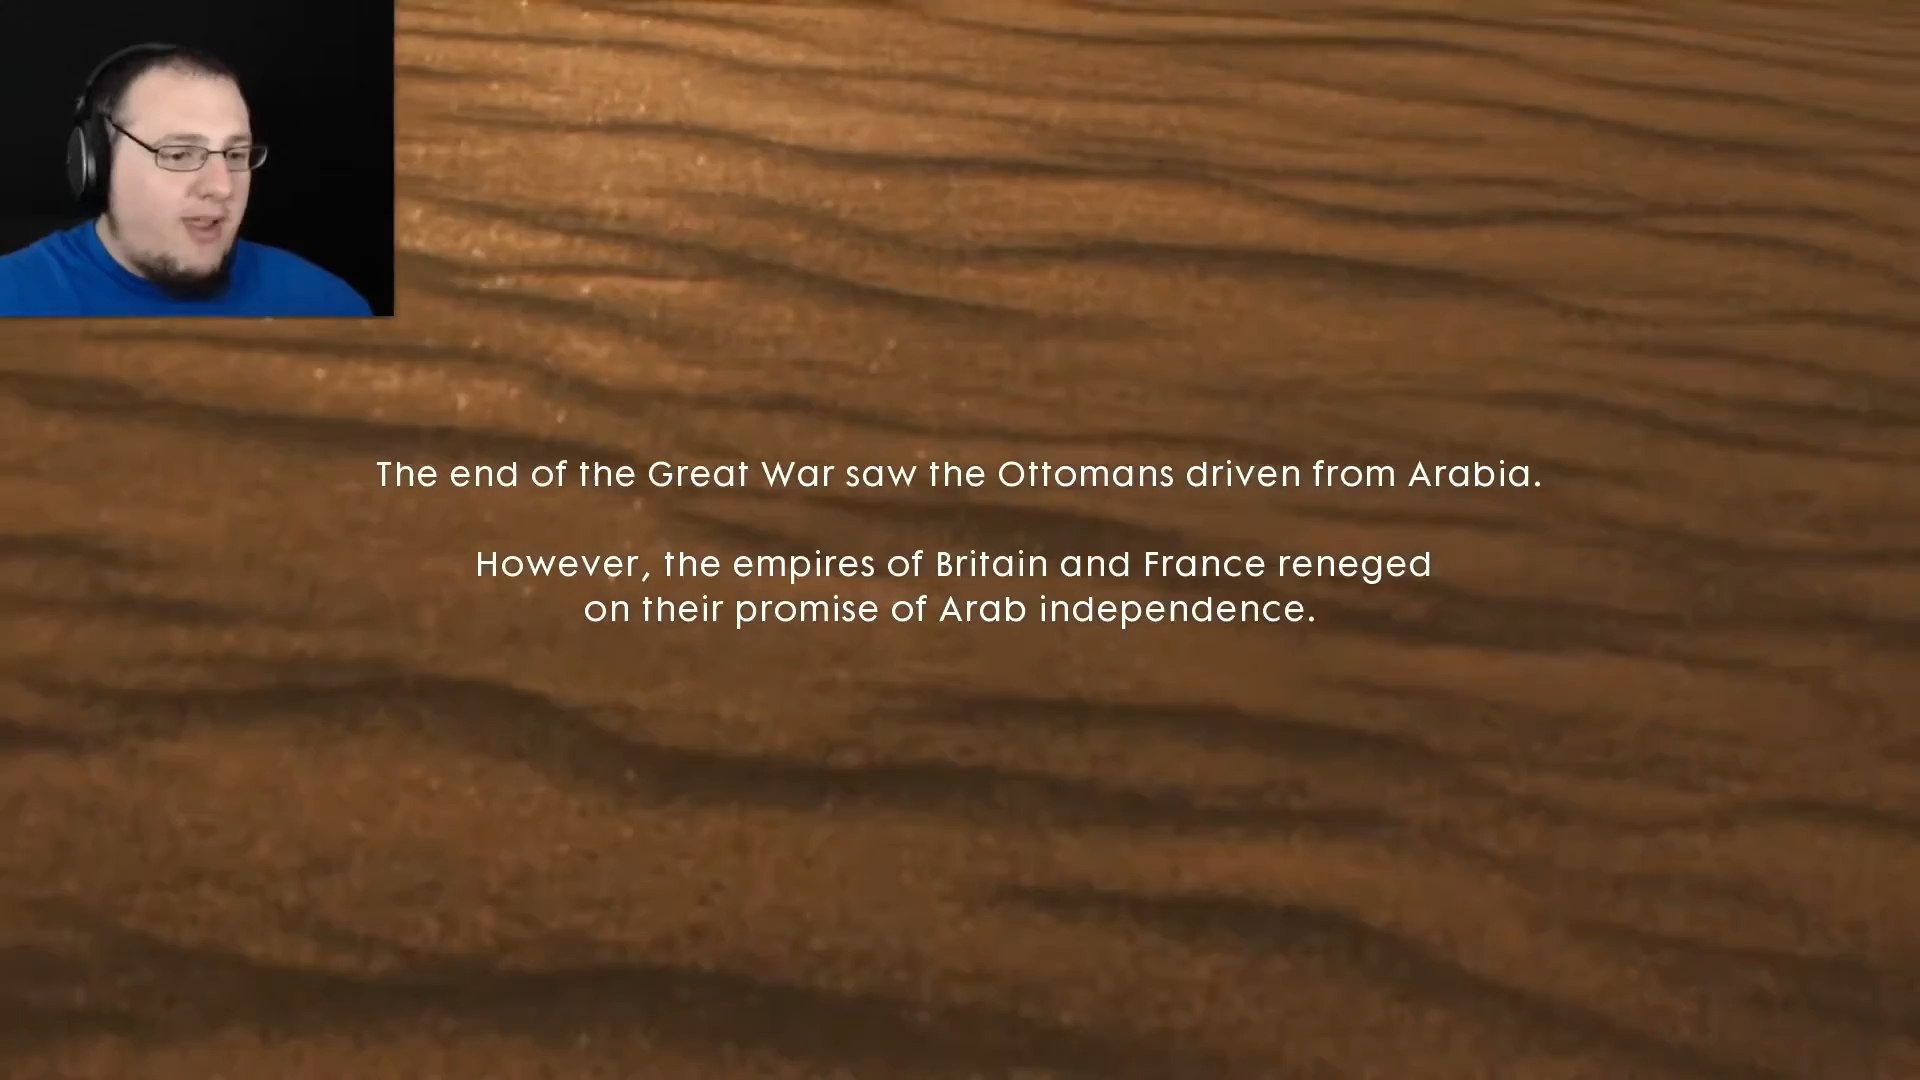 The end of the Great War saw the Ottomans driven from Arabia.
However, the empires of Britain and France reneged
on their promise of Arab independence.